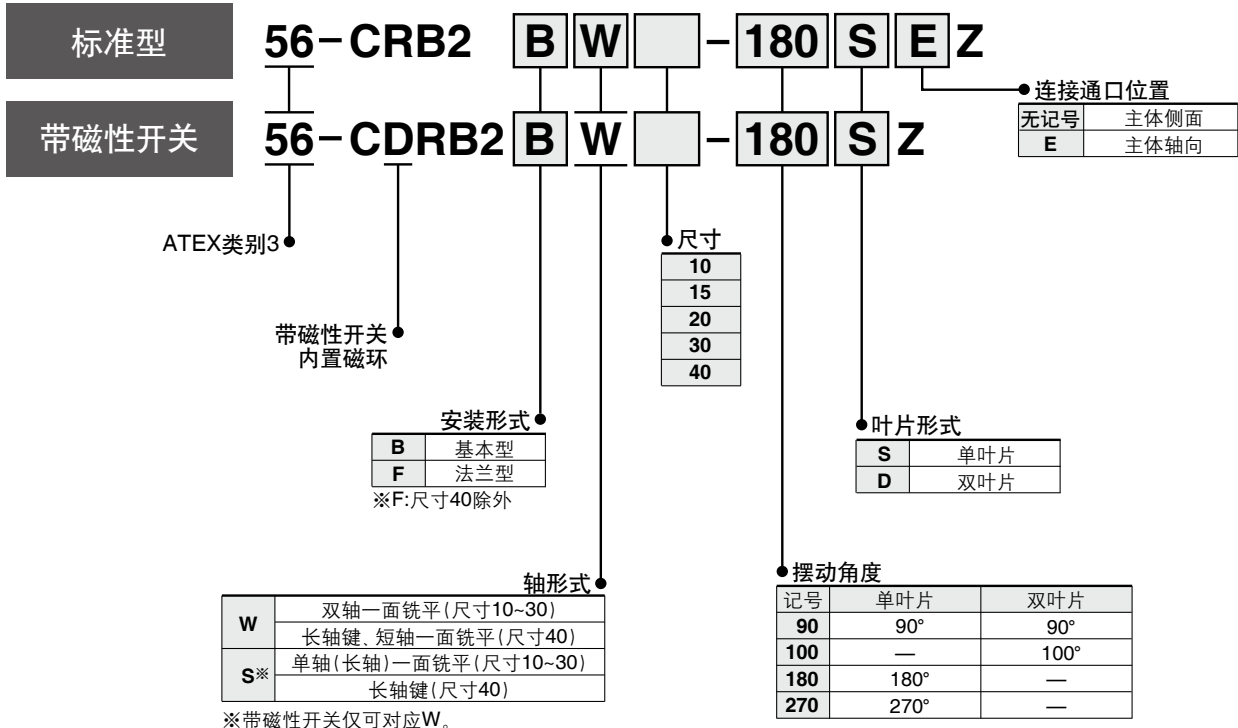 标准型
56-CRB2 B W -180 S E Z
连接通口位置
无记号 主体侧面
E 主体轴向
带磁性开关
56-CDRB2 B W -180 S Z
ATEX类别3
带磁性开关
内置磁环
尺寸
10
15
20
30
40
安装形式
B 基本型
F 法兰型
※F:尺寸40除外
叶片形式
S 单叶片
D 双叶片
轴形式
W 双轴一面铣平(尺寸10~30)
长轴键、短轴一面铣平(尺寸40)
S※ 单轴(长轴)一面铣平(尺寸10~30)
长轴键(尺寸40)
※带磁性开关仅可对应W。
摆动角度
记号 单叶片 双叶片
90 90° 90°
100 — 100°
180 180° —
270 270° —